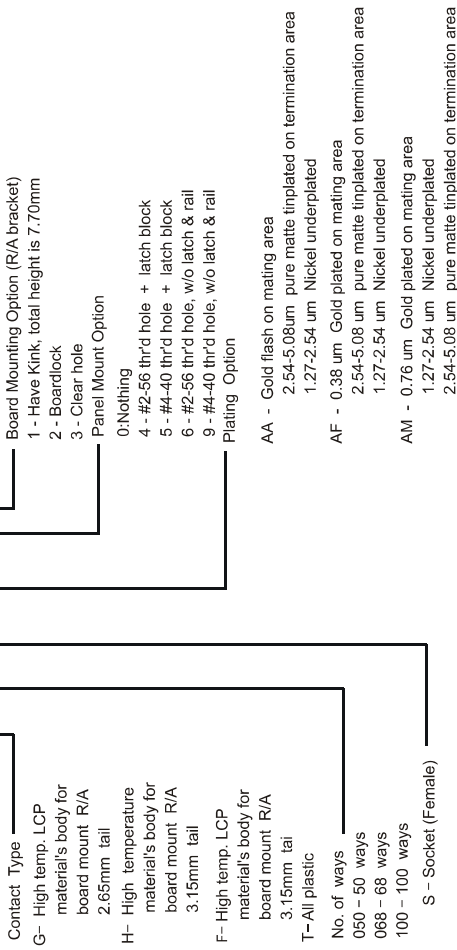 Contact Type
G– High temp. LCP
material's body for
board mount R/A
2.65mm tail
H– High temperature
material's body for
board mount R/A
3.15mm tail
F– High temp. LCP
material's body for
board mount R/A
3.15mm tai
T– All plastic
No. of ways
050 – 50 ways
068 – 68 ways
100 – 100 ways
S – Socket (Female)
Board Mounting Option (R/A bracket)
1 - Have Kink, total height is 7.70mm
2 - Boardlock
3 - Clear hole
Panel Mount Option
0:Nothing
4 - #2-56 thr'd hole + latch block
5 - #4-40 thr'd hole + latch block
6 - #2-56 thr'd hole, w/o latch & rail
9 - #4-40 thr'd hole, w/o latch & rail
Plating Option
AA - Gold flash on mating area
2.54-5.08um pure matte tinplated on termination area
1.27-2.54 um Nickel underplated
AF - 0.38 um Gold plated on mating area
2.54-5.08 um pure matte tinplated on termination area
1.27-2.54 um Nickel underplated
AM - 0.76 um Gold plated on mating area
1.27-2.54 um Nickel underplated
2.54-5.08 um pure matte tinplated on termination area